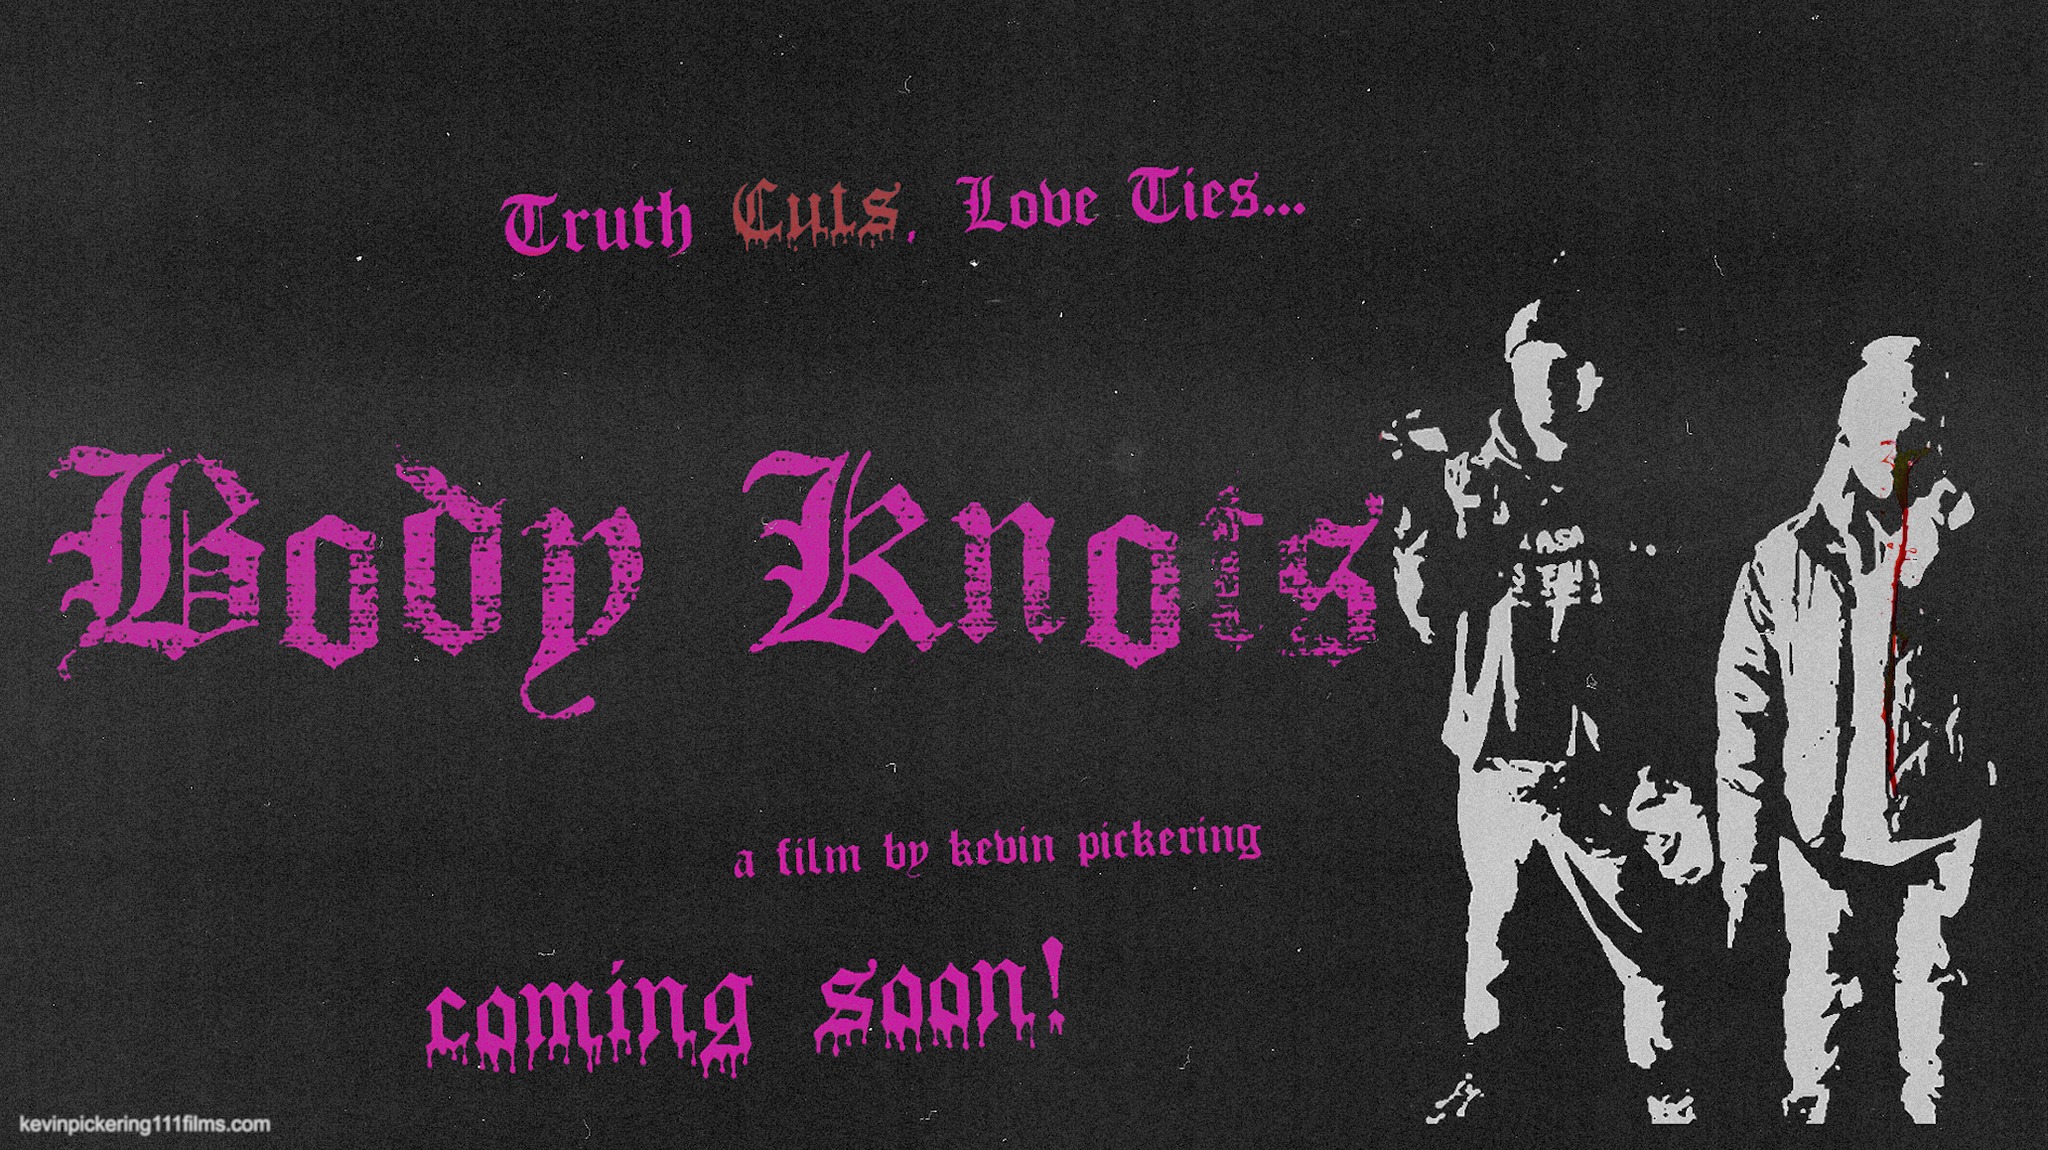 Truth Cuts. Love Ties...
Body Knots
a film by kevin pickering
coming soon!
kevinpickering111films.com